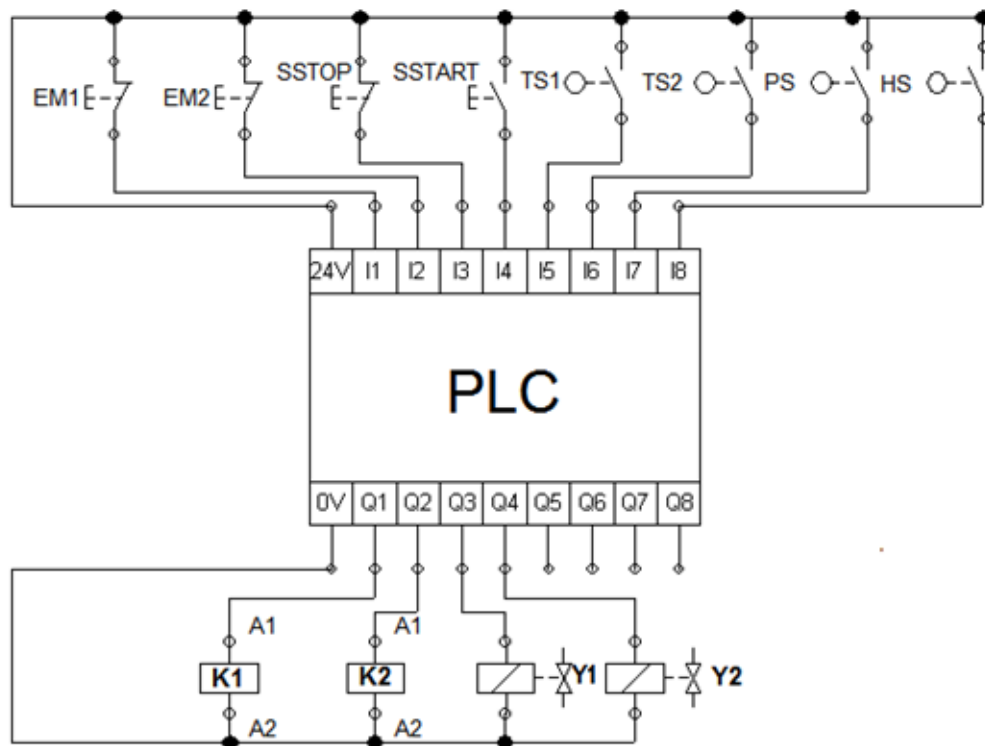 EM1 EM2 SSTOP SSTART TS1 TS2 PS HS
24V I1 I2 I3 I4 I5 I6 I7 I8
PLC
0V Q1 Q2 Q3 Q4 Q5 Q6 Q7 Q8
A1 A1
K1 K2 Y1 Y2
A2 A2